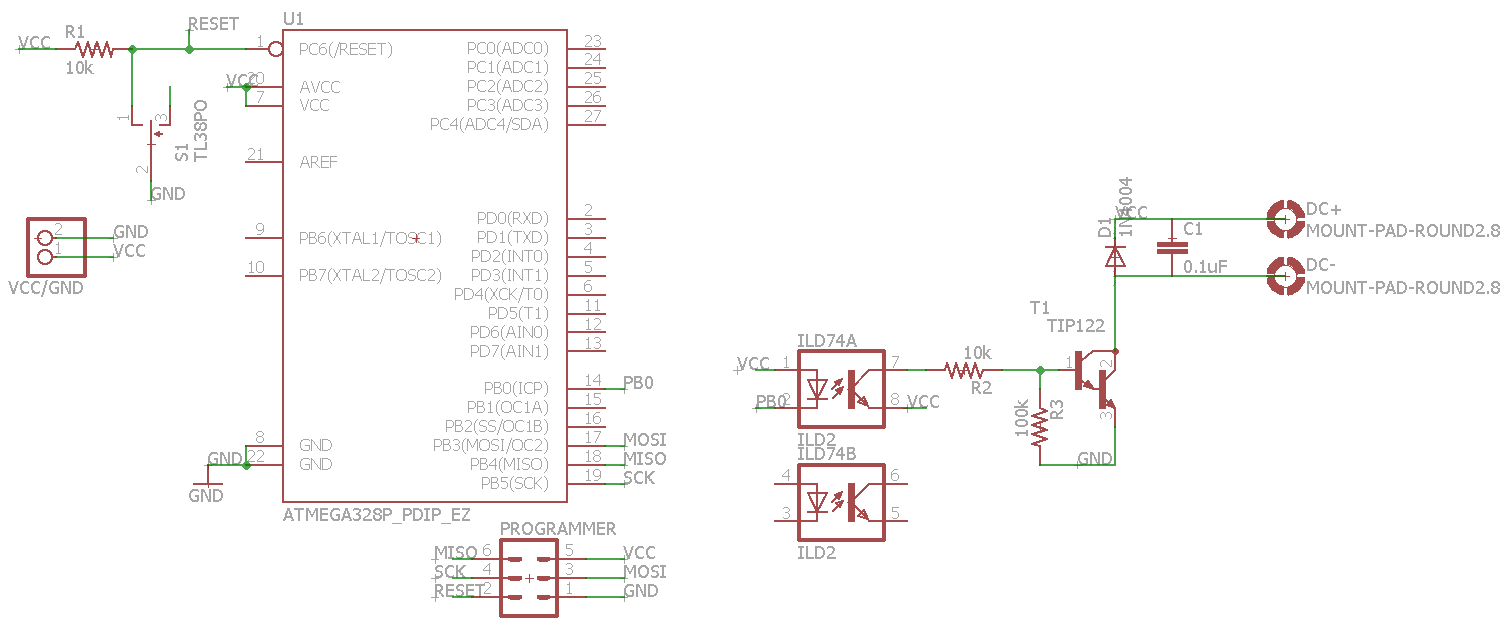 U1
RESET
R1
VCC
10k
1
PC6(/RESET)
PC0(ADC0)
23
PC1(ADC1)
24
VCC
20
AVCC
PC2(ADC2)
25
7
VCC
PC3(ADC3)
26
PC4(ADC4/SDA)
27
1
3
S1
TL38PO
2
GND
21
AREF
PD0(RXD)
2
9
PB6(XTAL1/TOSC1)
PD1(TXD)
3
PD2(INT0)
4
10
PB7(XTAL2/TOSC2)
PD3(INT1)
5
PD4(XCK/T0)
6
PD5(T1)
11
PD6(AIN0)
12
PD7(AIN1)
13
2
GND
1
VCC
VCC/GND
PB0(ICP)
14
PB0
PB1(OC1A)
15
PB2(SS/OC1B)
16
8
GND
PB3(MOSI/OC2)
17
MOSI
GND
22
GND
PB4(MISO)
18
MISO
PB5(SCK)
19
SCK
GND
ATMEGA328P_PDIP_EZ
PROGRAMMER
MISO
6
5
VCC
SCK
4
3
MOSI
RESET
2
1
GND
VCC
D1
C1
0.1uF
DC+
MOUNT-PAD-ROUND2.8
DC-
MOUNT-PAD-ROUND2.8
T1
TIP122
ILD74A
VCC
1
7
10k
R2
1
2
3
PB0
2
8
VCC
100k
R3
GND
ILD2
ILD74B
4
6
3
5
ILD2